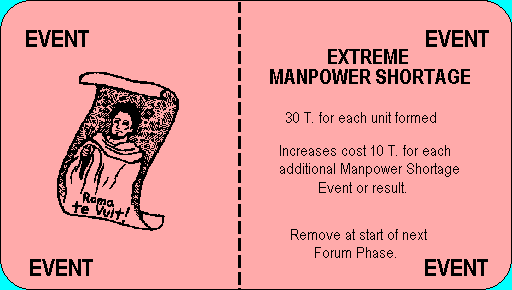 EVENT
Roma
te Vult!
EVENT
EVENT
EXTREME
MANPOWER SHORTAGE
30 T. for each unit formed
Increases cost 10 T. for each
additional Manpower Shortage
Event or result.
Remove at start of next
Forum Phase.
EVENT